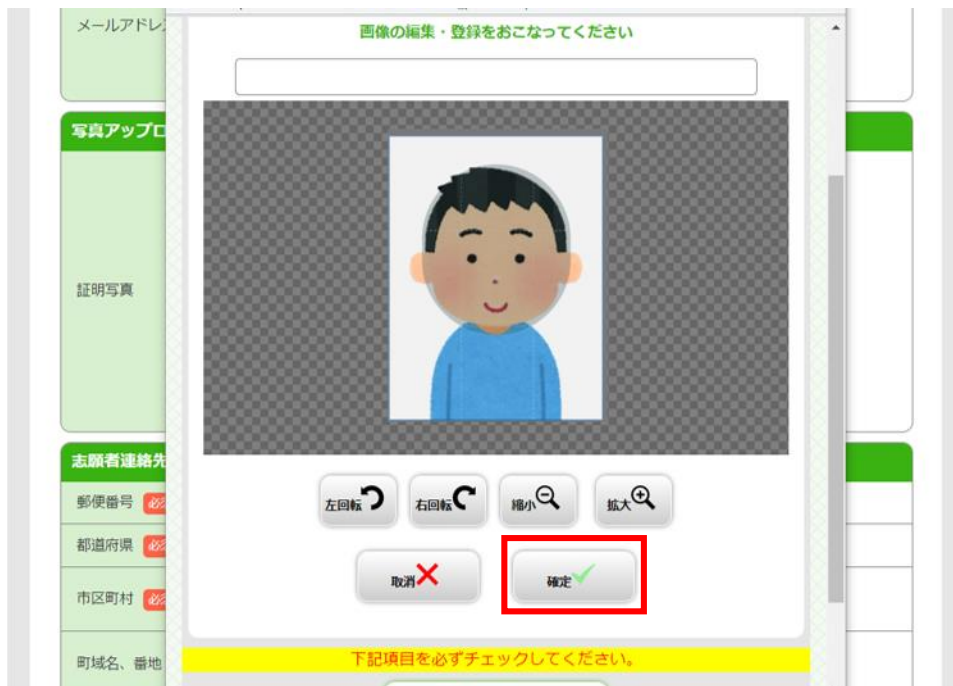 メールアドレ
画像の編集・登録をおこなってください
写真アップロ
証明写真
左回転 右回転 縮小 拡大
取消 確定
志願者連絡先
郵便番号 必
都道府県 必
市区町村 必
町域名、番地
下記項目を必ずチェックしてください。